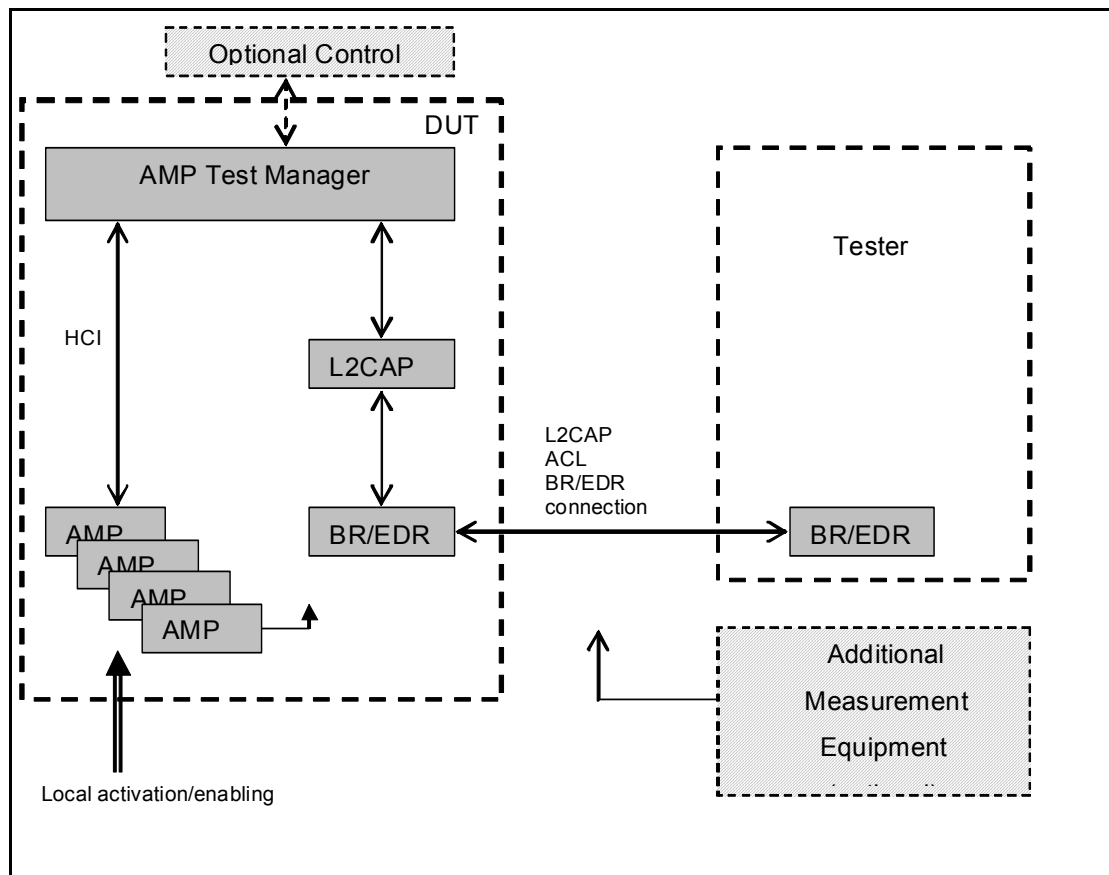 Optional Control
DUT
AMP Test Manager
Tester
HCI
L2CAP
L2CAP
ACL
BR/EDR
connection
AMP
AMP
AMP
AMP
BR/EDR
BR/EDR
Additional
Measurement
Equipment
Local activation/enabling